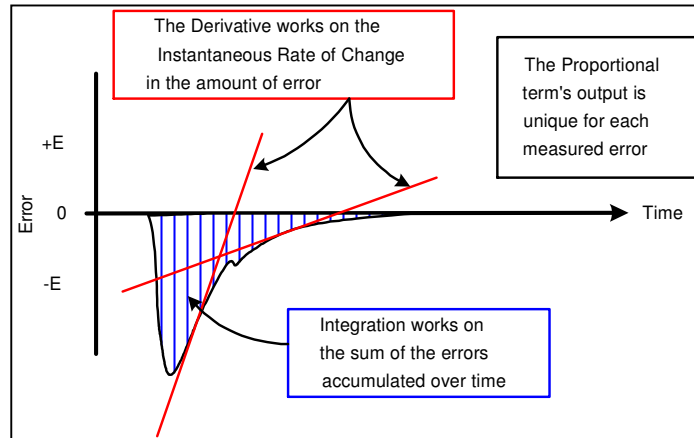 The Derivative works on the
Instantaneous Rate of Change
in the amount of error
The Proportional
term's output is
unique for each
measured error
+E
Error
0
Time
-E
Integration works on
the sum of the errors
accumulated over time